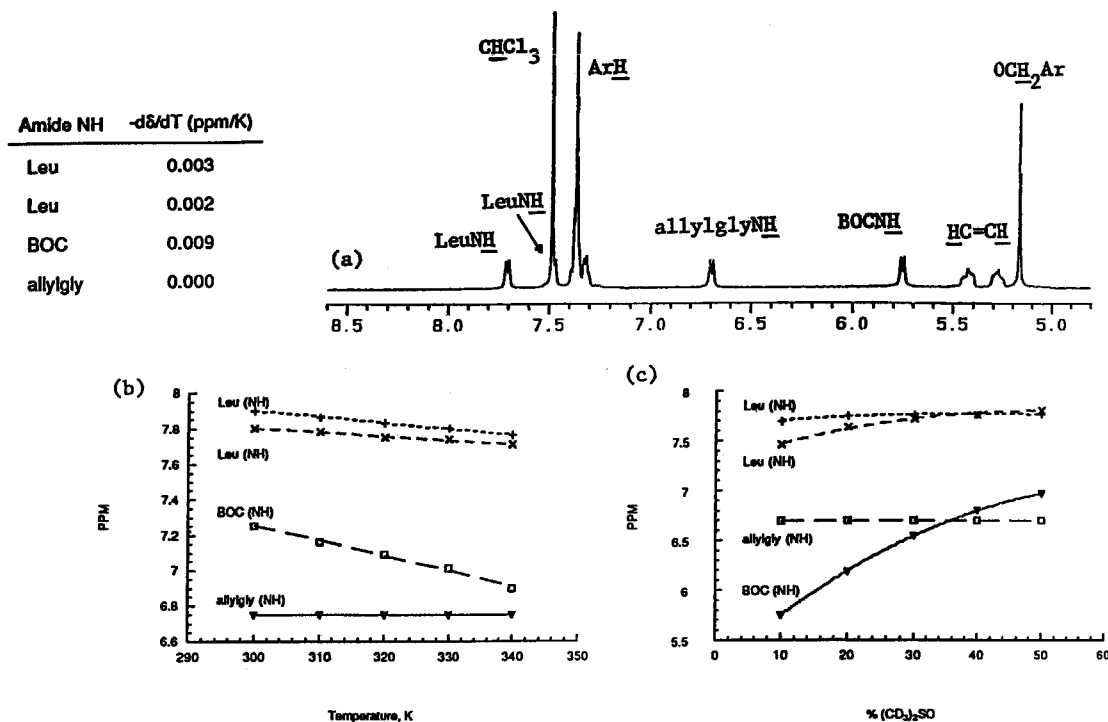 Amide NH -dδ/dT (ppm/K)
Leu 0.003
Leu 0.002
BOC 0.009
allylgly 0.000
(a)
CHCl3
ArH
OCH2Ar
LeuNH
LeuNH
allylglyNH
BOCNH
HC=CH
8.5 8.0 7.5 7.0 6.5 6.0 5.5 5.0
(b)
8
7.8
7.6
7.4
7.2
7
6.8
6.6
PPM
Leu (NH)
Leu (NH)
BOC (NH)
allylgly (NH)
290 300 310 320 330 340 350
Temperature, K
(c)
8
7.5
7
6.5
6
5.5
PPM
Leu (NH)
Leu (NH)
allylgly (NH)
BOC (NH)
0 10 20 30 40 50 60
% (CD3)2SO